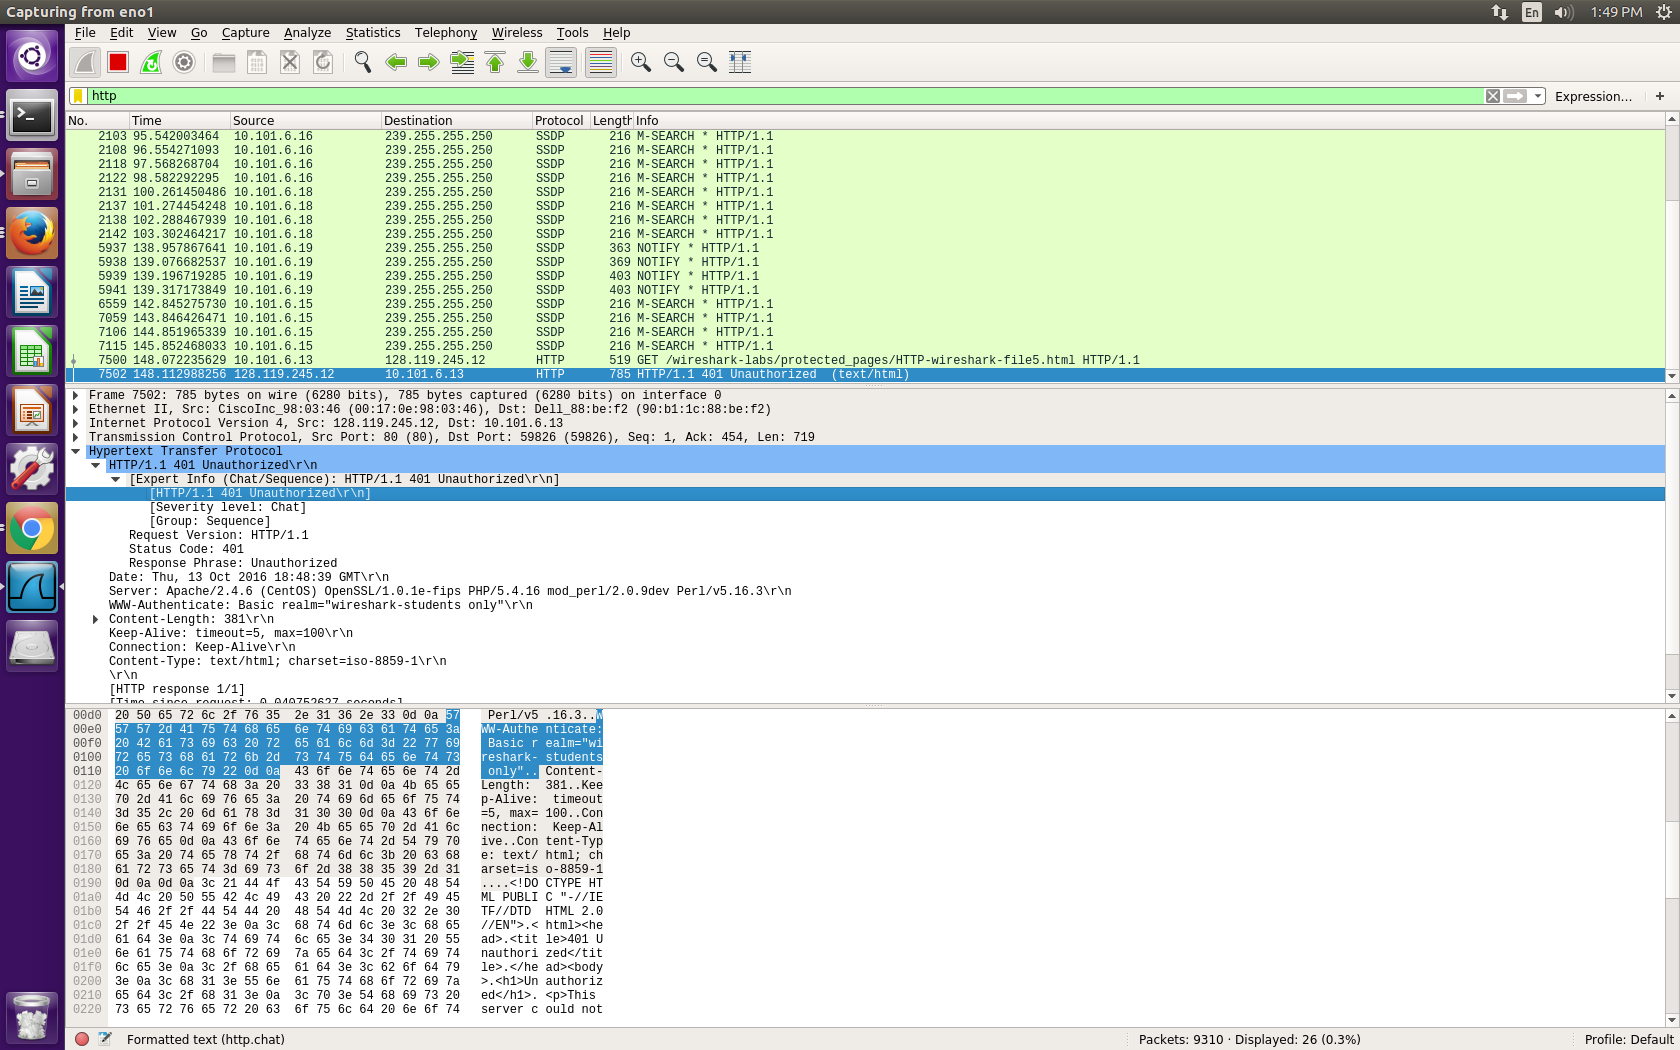 Capturing from eno1
En
1:49 PM
File Edit View Go Capture Analyze Statistics Telephony Wireless Tools Help
http
Expression... +
No. Time Source Destination Protocol Length Info
2103 95.542003464 10.101.6.16 239.255.255.250 SSDP 216 M-SEARCH * HTTP/1.1
2108 96.554271093 10.101.6.16 239.255.255.250 SSDP 216 M-SEARCH * HTTP/1.1
2118 97.568268704 10.101.6.16 239.255.255.250 SSDP 216 M-SEARCH * HTTP/1.1
2122 98.582292295 10.101.6.16 239.255.255.250 SSDP 216 M-SEARCH * HTTP/1.1
2131 100.261450486 10.101.6.18 239.255.255.250 SSDP 216 M-SEARCH * HTTP/1.1
2137 101.274454248 10.101.6.18 239.255.255.250 SSDP 216 M-SEARCH * HTTP/1.1
2138 102.288467939 10.101.6.18 239.255.255.250 SSDP 216 M-SEARCH * HTTP/1.1
2142 103.302464217 10.101.6.18 239.255.255.250 SSDP 216 M-SEARCH * HTTP/1.1
5937 138.957867641 10.101.6.19 239.255.255.250 SSDP 363 NOTIFY * HTTP/1.1
5938 139.076682537 10.101.6.19 239.255.255.250 SSDP 369 NOTIFY * HTTP/1.1
5939 139.196719285 10.101.6.19 239.255.255.250 SSDP 403 NOTIFY * HTTP/1.1
5941 139.317173849 10.101.6.19 239.255.255.250 SSDP 403 NOTIFY * HTTP/1.1
6559 142.845275730 10.101.6.15 239.255.255.250 SSDP 216 M-SEARCH * HTTP/1.1
7059 143.846426471 10.101.6.15 239.255.255.250 SSDP 216 M-SEARCH * HTTP/1.1
7106 144.851965339 10.101.6.15 239.255.255.250 SSDP 216 M-SEARCH * HTTP/1.1
7115 145.852468033 10.101.6.15 239.255.255.250 SSDP 216 M-SEARCH * HTTP/1.1
7500 148.072235629 10.101.6.13 128.119.245.12 HTTP 519 GET /wireshark-labs/protected_pages/HTTP-wireshark-file5.html HTTP/1.1
7502 148.112988256 128.119.245.12 10.101.6.13 HTTP 785 HTTP/1.1 401 Unauthorized (text/html)
Frame 7502: 785 bytes on wire (6280 bits), 785 bytes captured (6280 bits) on interface 0
Ethernet II, Src: CiscoInc_98:03:46 (00:17:0e:98:03:46), Dst: Dell_88:be:f2 (90:b1:1c:88:be:f2)
Internet Protocol Version 4, Src: 128.119.245.12, Dst: 10.101.6.13
Transmission Control Protocol, Src Port: 80 (80), Dst Port: 59826 (59826), Seq: 1, Ack: 454, Len: 719
Hypertext Transfer Protocol
HTTP/1.1 401 Unauthorized\r\n
[Expert Info (Chat/Sequence): HTTP/1.1 401 Unauthorized\r\n]
[HTTP/1.1 401 Unauthorized\r\n]
[Severity level: Chat]
[Group: Sequence]
Request Version: HTTP/1.1
Status Code: 401
Response Phrase: Unauthorized
Date: Thu, 13 Oct 2016 18:48:39 GMT\r\n
Server: Apache/2.4.6 (CentOS) OpenSSL/1.0.1e-fips PHP/5.4.16 mod_perl/2.0.9dev Perl/v5.16.3\r\n
WWW-Authenticate: Basic realm="wireshark-students only"\r\n
Content-Length: 381\r\n
Keep-Alive: timeout=5, max=100\r\n
Connection: Keep-Alive\r\n
Content-Type: text/html; charset=iso-8859-1\r\n
\r\n
[HTTP response 1/1]
[Time since request: 0.040752627 seconds]
00d0 20 50 65 72 6c 2f 76 35 2e 31 36 2e 33 0d 0a 57 Perl/v5 .16.3..W
00e0 57 57 2d 41 75 74 68 65 6e 74 69 63 61 74 65 3a WW-Authe nticate:
00f0 20 42 61 73 69 63 20 72 65 61 6c 6d 3d 22 77 69 Basic r ealm="wi
0100 72 65 73 68 61 72 6b 2d 73 74 75 64 65 6e 74 73 reshark- students
0110 20 6f 6e 6c 79 22 0d 0a 43 6f 6e 74 65 6e 74 2d only".. Content-
0120 4c 65 6e 67 74 68 3a 20 33 38 31 0d 0a 4b 65 65 Length: 381..Kee
0130 70 2d 41 6c 69 76 65 3a 20 74 69 6d 65 6f 75 74 p-Alive: timeout
0140 3d 35 2c 20 6d 61 78 3d 31 30 30 0d 0a 43 6f 6e =5, max= 100..Con
0150 6e 65 63 74 69 6f 6e 3a 20 4b 65 65 70 2d 41 6c nection: Keep-Al
0160 69 76 65 0d 0a 43 6f 6e 74 65 6e 74 2d 54 79 70 ive..Con tent-Typ
0170 65 3a 20 74 65 78 74 2f 68 74 6d 6c 3b 20 63 68 e: text/ html; ch
0180 61 72 73 65 74 3d 69 73 6f 2d 38 38 35 39 2d 31 arset=is o-8859-1
0190 0d 0a 0d 0a 3c 21 44 4f 43 54 59 50 45 20 48 54 ....<!DO CTYPE HT
01a0 4d 4c 20 50 55 42 4c 49 43 20 22 2d 2f 2f 49 45 ML PUBLI C "-//IE
01b0 54 46 2f 2f 44 54 44 20 48 54 4d 4c 20 32 2e 30 TF//DTD HTML 2.0
01c0 2f 2f 45 4e 22 3e 0a 3c 68 74 6d 6c 3e 3c 68 65 //EN">.< html><he
01d0 61 64 3e 0a 3c 74 69 74 6c 65 3e 34 30 31 20 55 ad>.<tit le>401 U
01e0 6e 61 75 74 68 6f 72 69 7a 65 64 3c 2f 74 69 74 nauthori zed</tit
01f0 6c 65 3e 0a 3c 2f 68 65 61 64 3e 3c 62 6f 64 79 le>.</he ad><body
0200 3e 0a 3c 68 31 3e 55 6e 61 75 74 68 6f 72 69 7a >.<h1>Un authoriz
0210 65 64 3c 2f 68 31 3e 0a 3c 70 3e 54 68 69 73 20 ed</h1>. <p>This
0220 73 65 72 76 65 72 20 63 6f 75 6c 64 20 6e 6f 74 server c ould not
Formatted text (http.chat)
Packets: 9310 · Displayed: 26 (0.3%)
Profile: Default